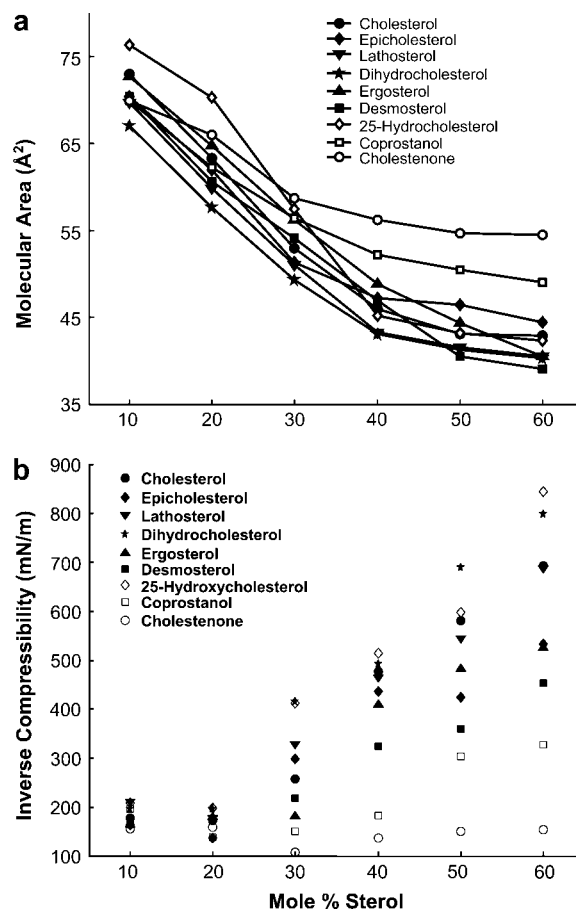 a
Molecular Area (Å²)
75
65
55
45
35
Cholesterol
Epicholesterol
Lathosterol
Dihydrocholesterol
Ergosterol
Desmosterol
25-Hydrocholesterol
Coprostanol
Cholestenone
10 20 30 40 50 60
b
Inverse Compressibility (mN/m)
900
800
700
600
500
400
300
200
100
Cholesterol
Epicholesterol
Lathosterol
Dihydrocholesterol
Ergosterol
Desmosterol
25-Hydroxycholesterol
Coprostanol
Cholestenone
10 20 30 40 50 60
Mole % Sterol